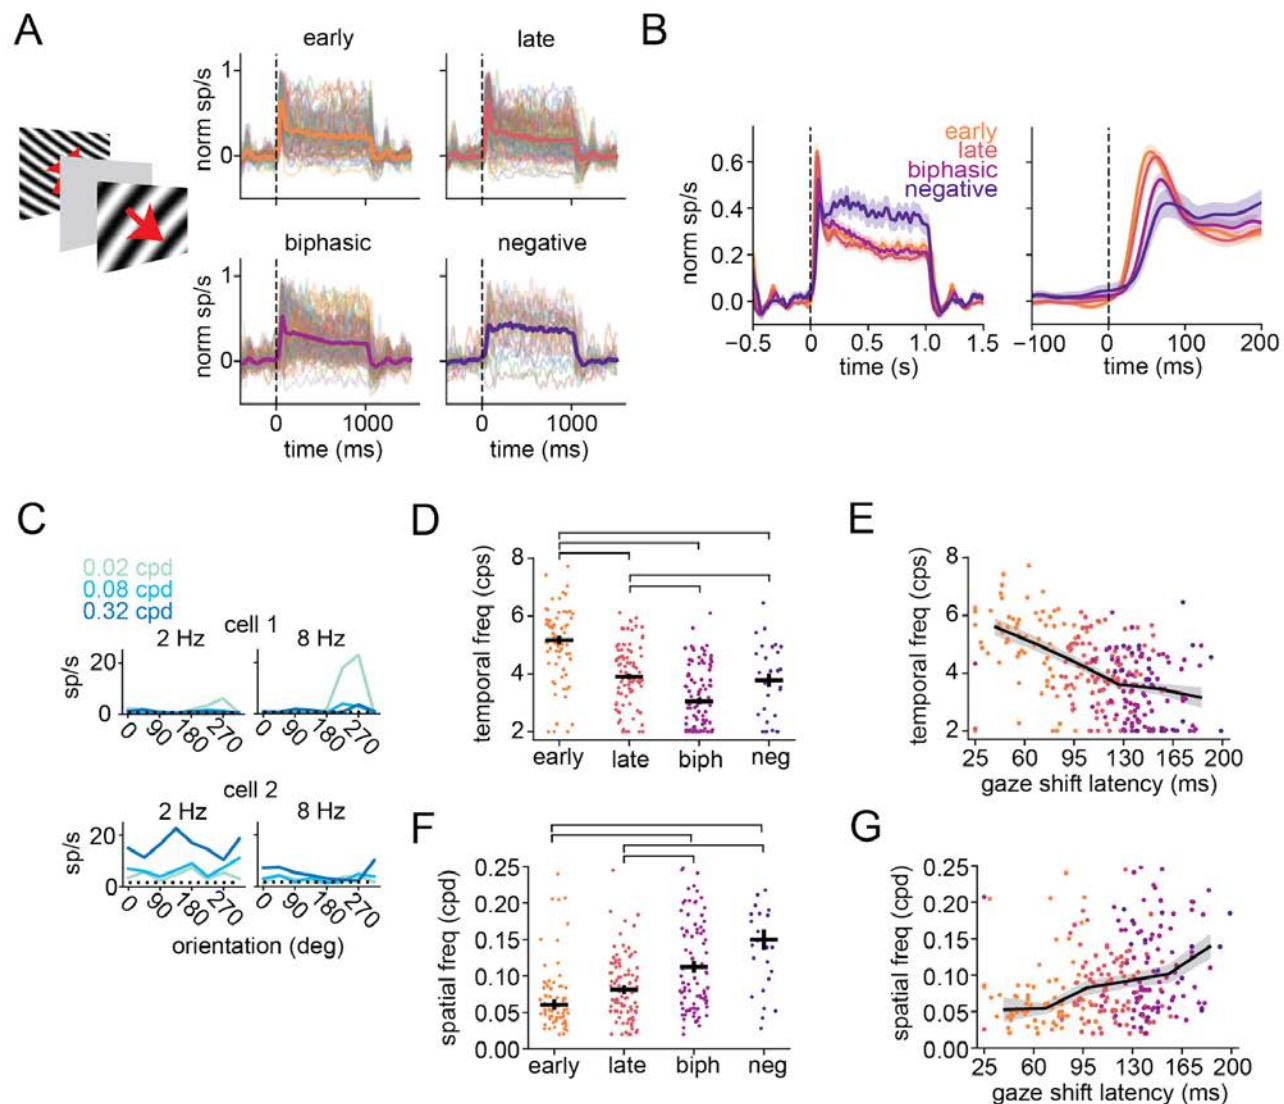 A
early
late
norm sp/s
1
0
biphasic
negative
norm sp/s
1
0
0 1000
0 1000
time (ms)
time (ms)
B
early
late
biphasic
negative
norm sp/s
0.6
0.4
0.2
0.0
−0.5 0 0.5 1.0 1.5
time (s)
−100 0 100 200
time (ms)
C
0.02 cpd
0.08 cpd
0.32 cpd
cell 1
2 Hz
8 Hz
sp/s
20
0
0 90 180 270
0 90 180 270
cell 2
2 Hz
8 Hz
sp/s
20
0
0 90 180 270
0 90 180 270
orientation (deg)
D
temporal freq (cps)
8
6
4
2
early late biph neg
E
temporal freq (cps)
8
6
4
2
25 60 95 130 165 200
gaze shift latency (ms)
F
spatial freq (cpd)
0.25
0.20
0.15
0.10
0.05
0.00
early late biph neg
G
spatial freq (cpd)
0.25
0.20
0.15
0.10
0.05
0.00
25 60 95 130 165 200
gaze shift latency (ms)